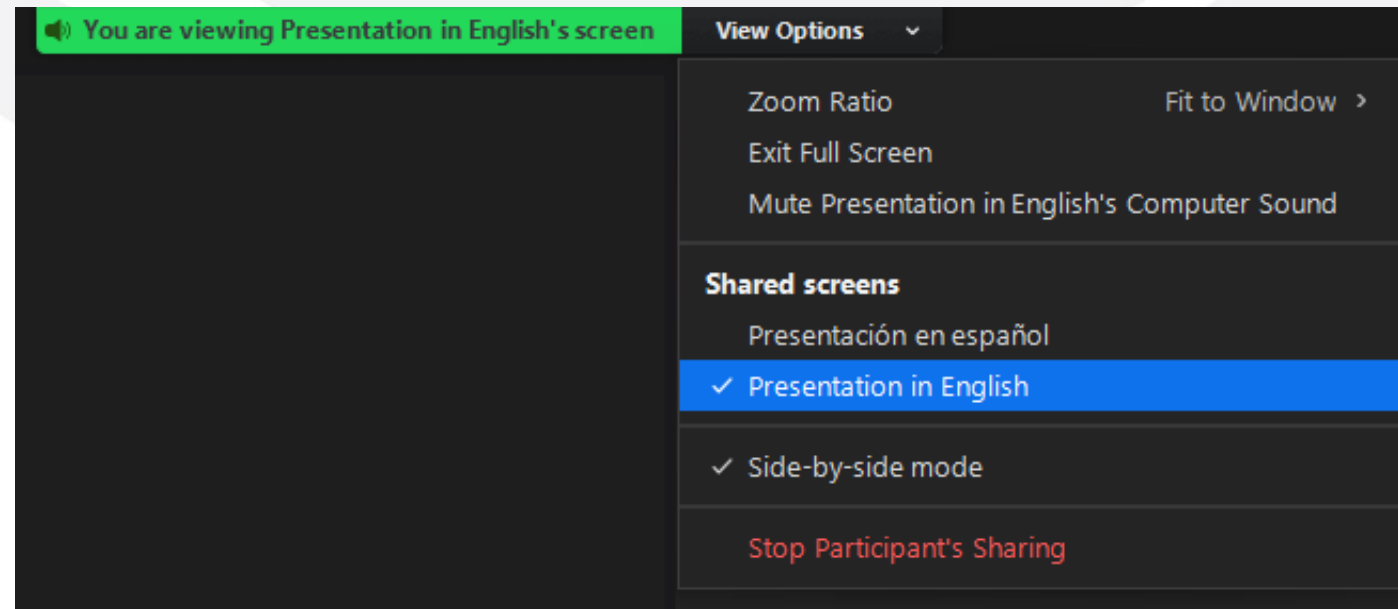 You are viewing Presentation in English's screen
View Options
Zoom Ratio Fit to Window
Exit Full Screen
Mute Presentation in English's Computer Sound
Shared screens
Presentación en español
Presentation in English
Side-by-side mode
Stop Participant's Sharing